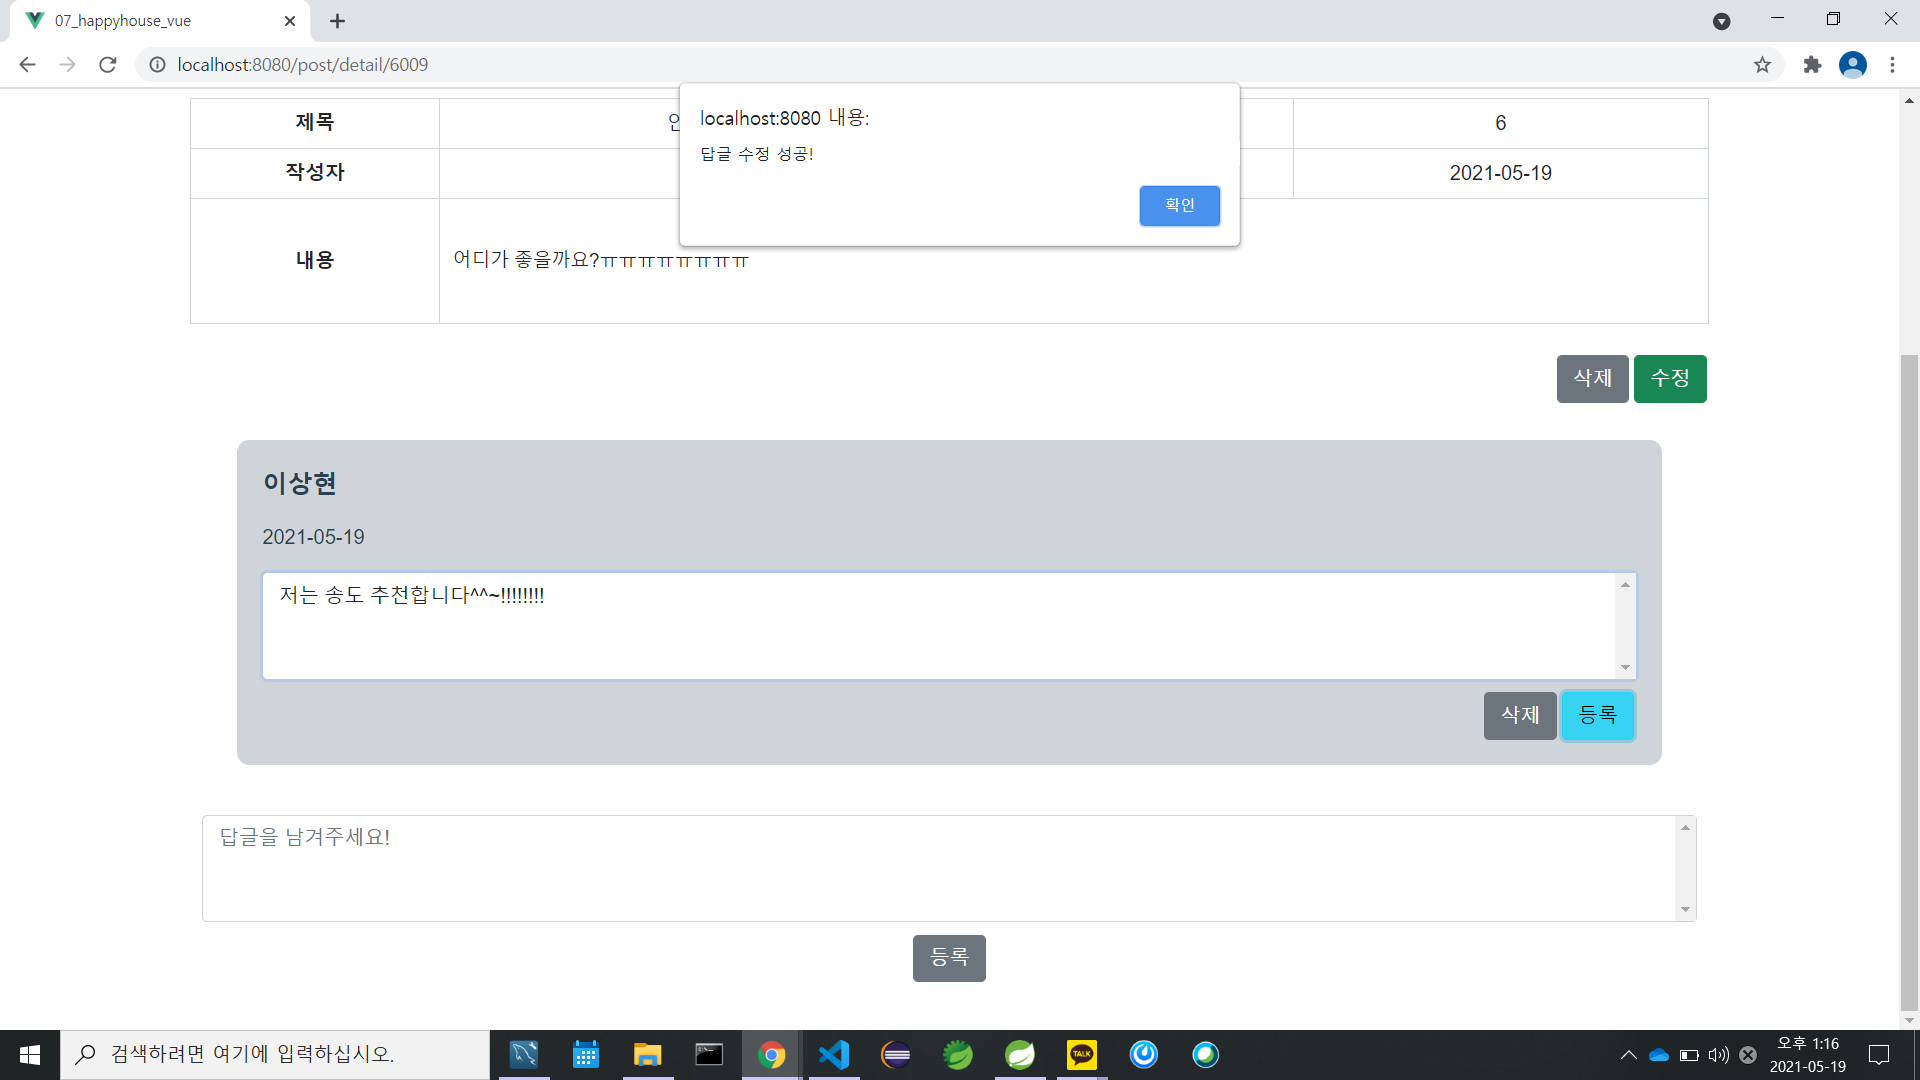 07_happyhouse_vue
localhost:8080/post/detail/6009
localhost:8080 내용:
답글 수정 성공!
확인
제목 6
작성자 2021-05-19
내용 어디가 좋을까요?ㅠㅠㅠㅠㅠㅠㅠㅠ
삭제 수정
이상현
2021-05-19
저는 송도 추천합니다^^~!!!!!!!!
삭제 등록
답글을 남겨주세요!
등록
검색하려면 여기에 입력하십시오.
TALK
오후 1:16
2021-05-19